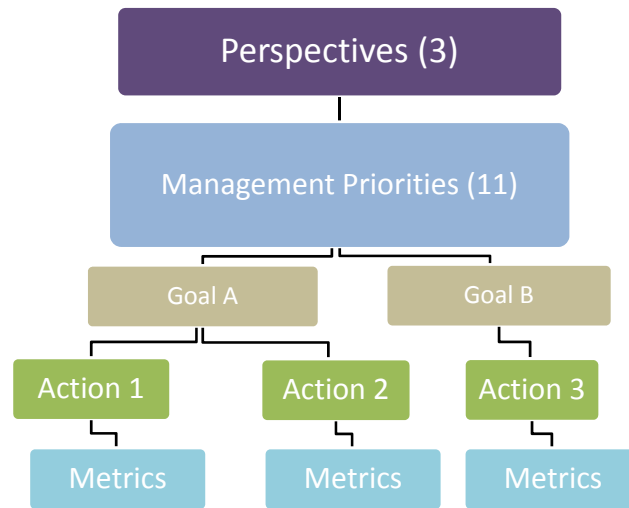 Perspectives (3)
Management Priorities (11)
Goal A
Goal B
Action 1
Action 2
Action 3
Metrics
Metrics
Metrics